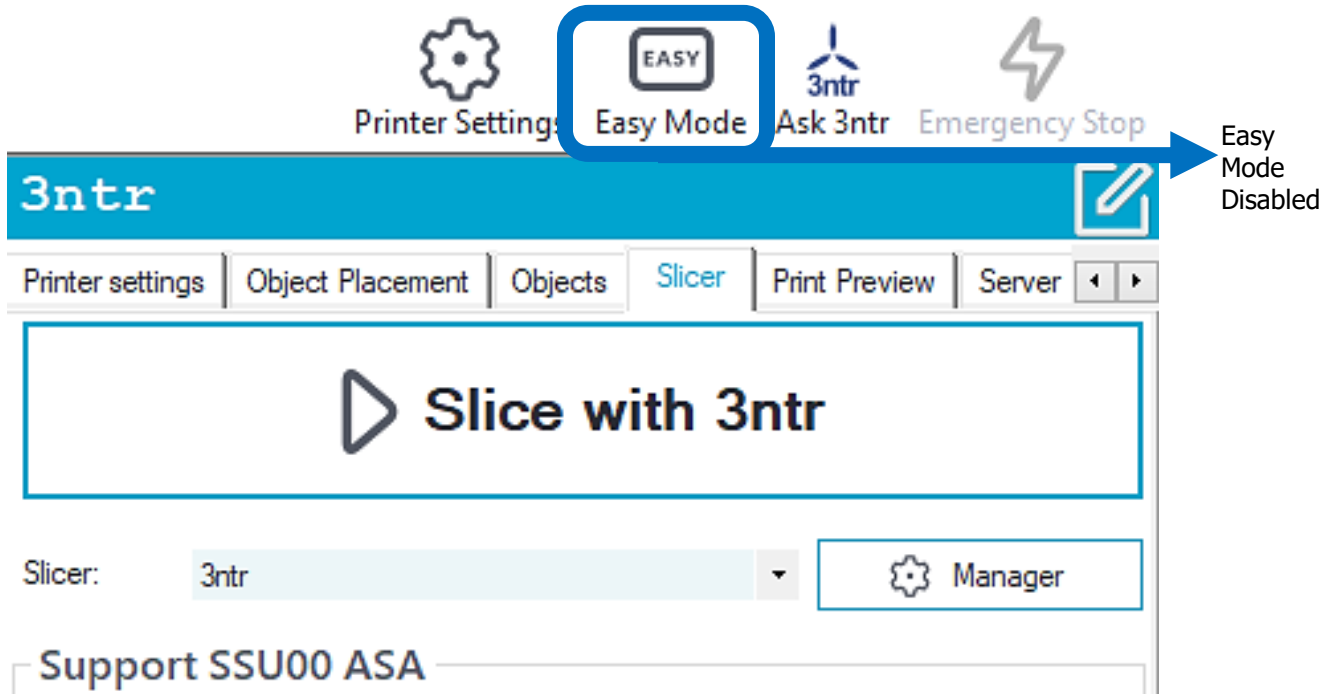 EASY
3ntr
Printer Settings Easy Mode Ask 3ntr Emergency Stop
Easy
Mode
Disabled
3ntr
Printer settings Object Placement Objects Slicer Print Preview Server
Slice with 3ntr
Slicer: 3ntr Manager
Support SSU00 ASA